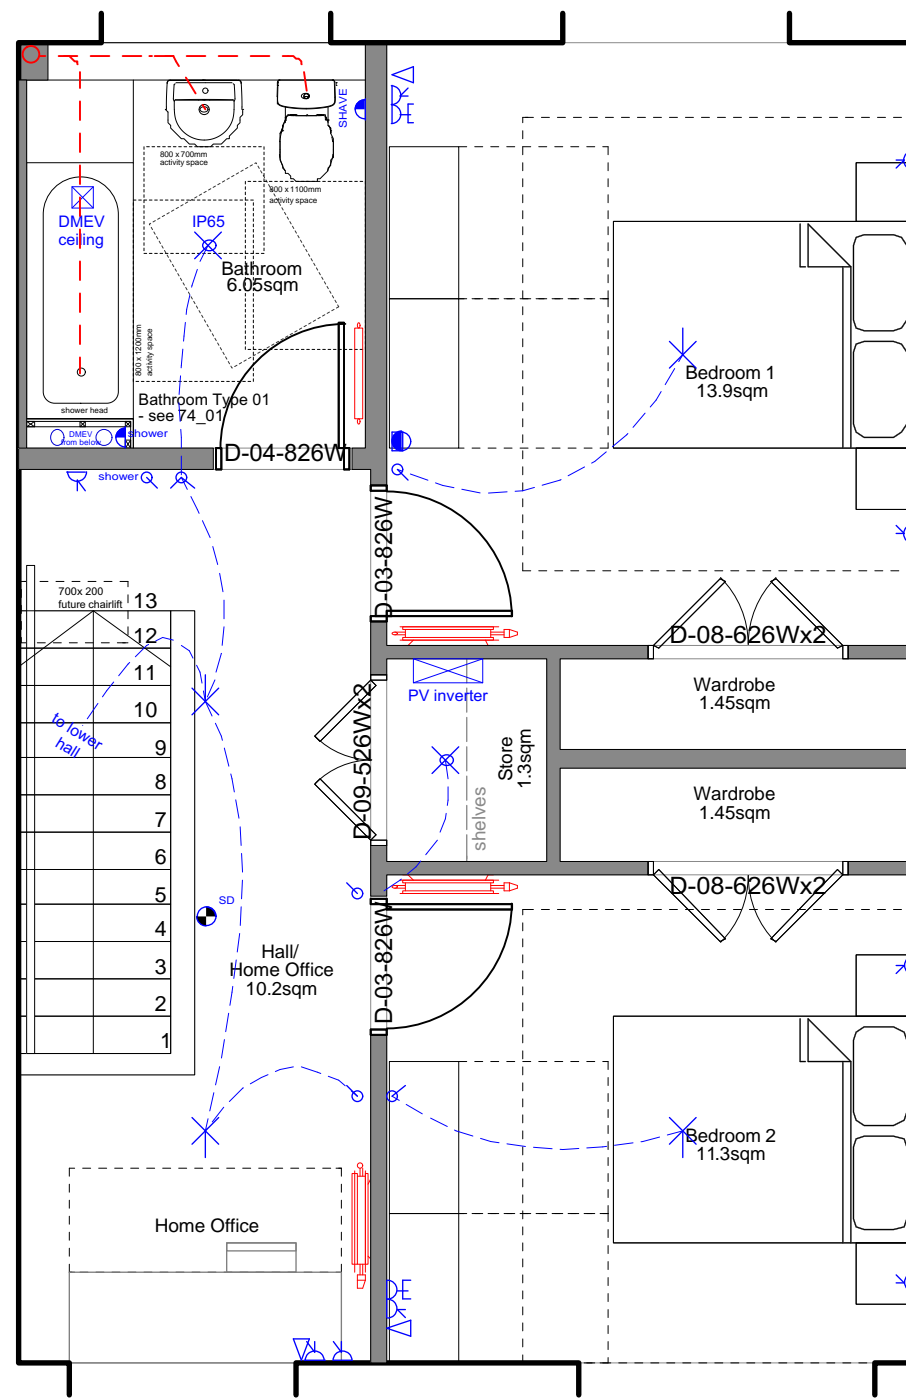 SHAVE
800 x 700mm
activity space
800 x 1100mm
activity space
DMEV
ceiling
IP65
Bathroom
6.05sqm
800 x 1200mm
activity space
Bedroom 1
13.9sqm
Bathroom Type 01
- see 74_01
shower head
DMEV
from below
shower
D-04-826W
shower
D-03-826W
700x 200
future chairlift
13
12
11
10
9
8
7
6
5
4
3
2
1
to lower
hall
D-08-626Wx2
PV inverter
Wardrobe
1.45sqm
D-09-526Wx2
Store
1.3sqm
shelves
Wardrobe
1.45sqm
D-08-626Wx2
SD
D-03-826W
Hall/
Home Office
10.2sqm
Bedroom 2
11.3sqm
Home Office